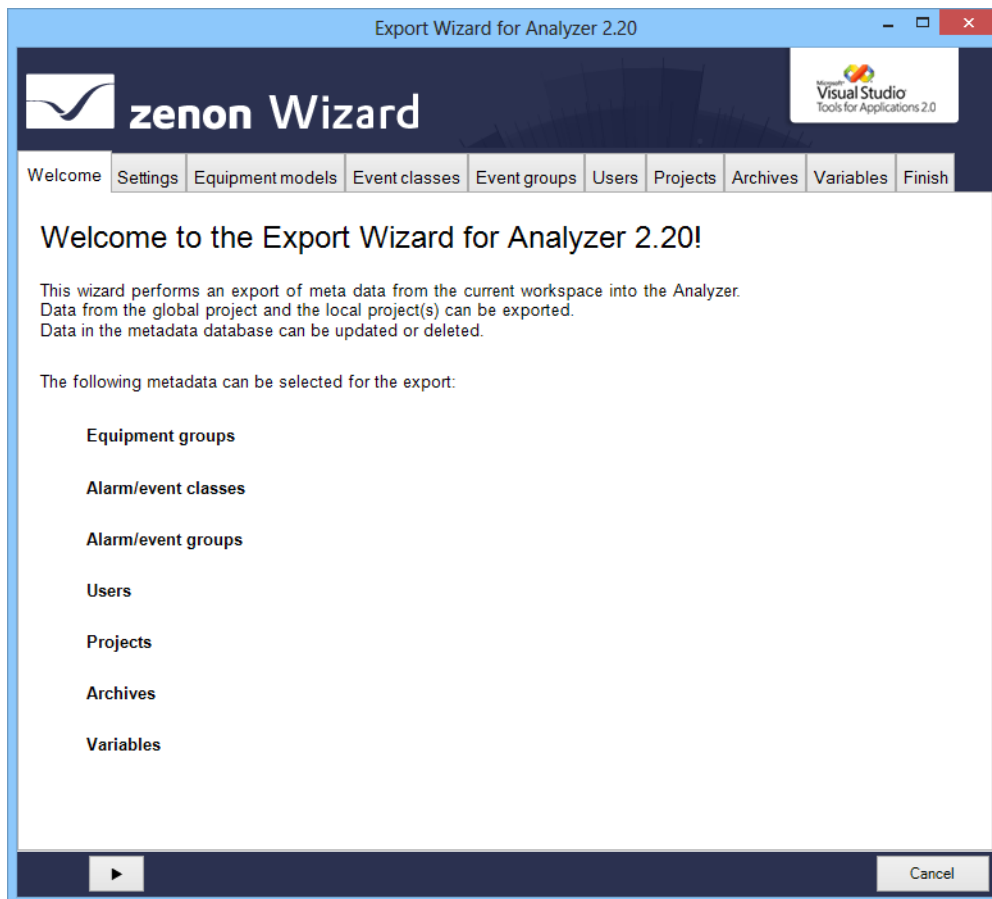 Export Wizard for Analyzer 2.20
zenon Wizard
Microsoft
Visual Studio
Tools for Applications 2.0
Welcome Settings Equipment models Event classes Event groups Users Projects Archives Variables Finish
Welcome to the Export Wizard for Analyzer 2.20!
This wizard performs an export of meta data from the current workspace into the Analyzer.
Data from the global project and the local project(s) can be exported.
Data in the metadata database can be updated or deleted.
The following metadata can be selected for the export:
Equipment groups
Alarm/event classes
Alarm/event groups
Users
Projects
Archives
Variables
Cancel